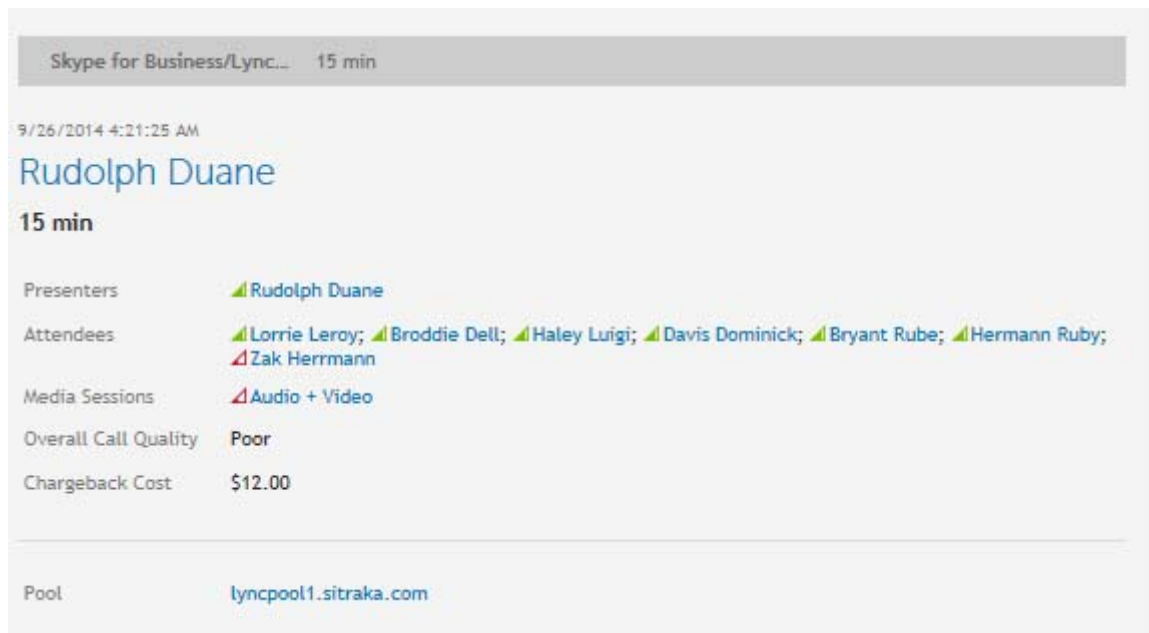 Skype for Business/Lync... 15 min
9/26/2014 4:21:25 AM
Rudolph Duane
15 min
Presenters Rudolph Duane
Attendees Lorrie Leroy; Broddie Dell; Haley Luigi; Davis Dominick; Bryant Rube; Hermann Ruby;
Zak Herrmann
Media Sessions Audio + Video
Overall Call Quality Poor
Chargeback Cost $12.00
Pool lyncpool1.sitraka.com